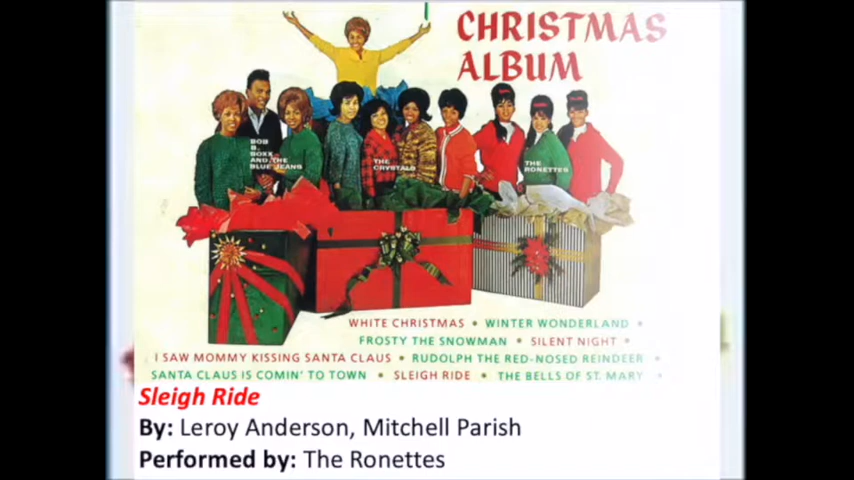 CHRISTMAS
ALBUM
BOB
B.
SOXX
AND THE
BLUE JEANS
THE
CRYSTALS
THE
RONETTES
WHITE CHRISTMAS • WINTER WONDERLAND •
FROSTY THE SNOWMAN • SILENT NIGHT •
I SAW MOMMY KISSING SANTA CLAUS • RUDOLPH THE RED-NOSED REINDEER •
SANTA CLAUS IS COMIN' TO TOWN • SLEIGH RIDE • THE BELLS OF ST. MARY •
Sleigh Ride
By: Leroy Anderson, Mitchell Parish
Performed by: The Ronettes